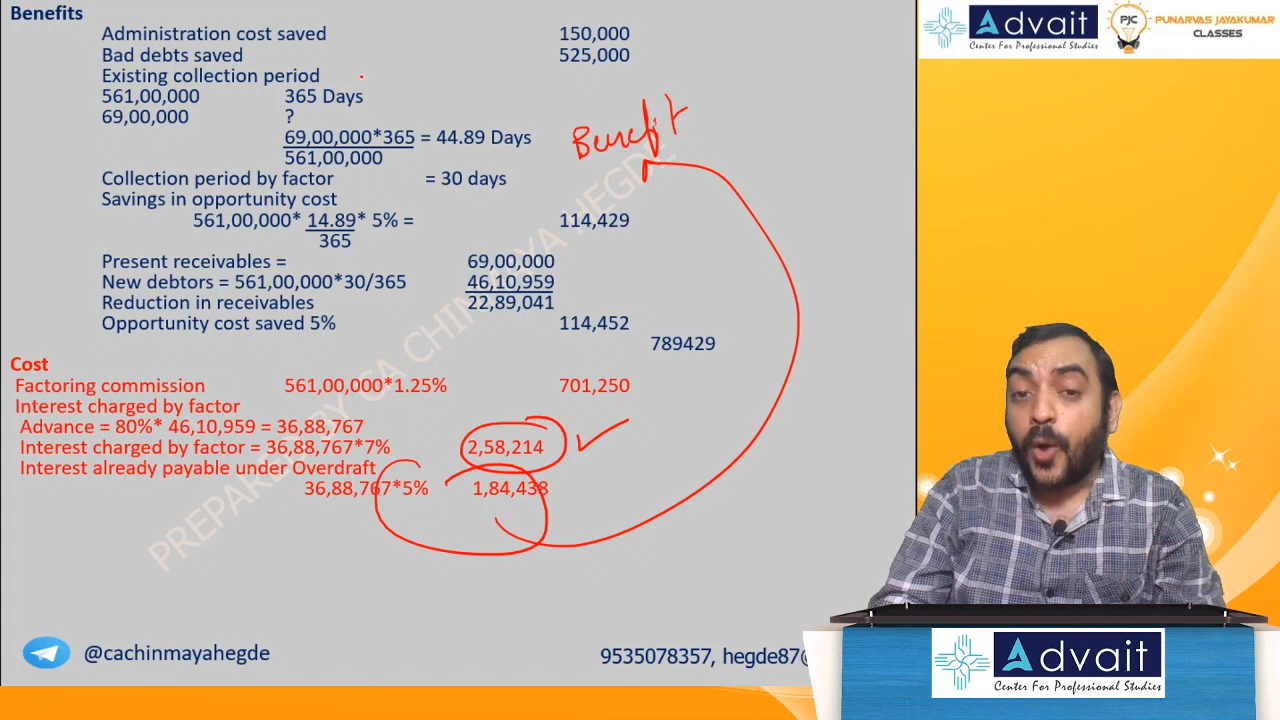 Benefits
Administration cost saved 150,000
Bad debts saved 525,000
Existing collection period
561,00,000 365 Days
69,00,000 ?
69,00,000*365 = 44.89 Days
561,00,000
Collection period by factor = 30 days
Savings in opportunity cost
561,00,000* 14.89* 5% = 114,429
365
Present receivables = 69,00,000
New debtors = 561,00,000*30/365 46,10,959
Reduction in receivables 22,89,041
Opportunity cost saved 5% 114,452
789429
Benefit
Cost
Factoring commission 561,00,000*1.25% 701,250
Interest charged by factor
Advance = 80%* 46,10,959 = 36,88,767
Interest charged by factor = 36,88,767*7% 2,58,214
Interest already payable under Overdraft
36,88,767*5% 1,84,438
PREPARED BY CA CHINMAYA HEGDE
@cachinmayahegde
9535078357, hegde87@
Advait
Center For Professional Studies
PJC
PUNARVAS JAYAKUMAR
CLASSES
Advait
Center For Professional Studies